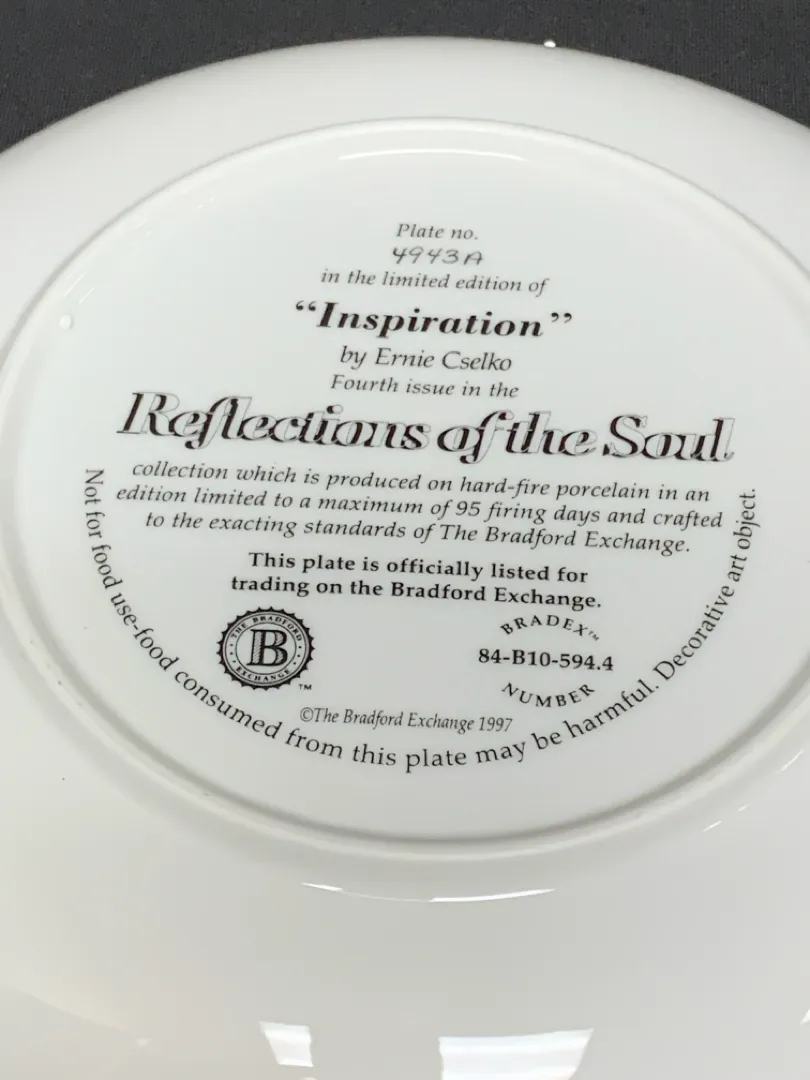 Plate no.
4943A
in the limited edition of
“Inspiration”
by Ernie Cselko
Fourth issue in the
Reflections of the Soul
collection which is produced on hard-fire porcelain in an
edition limited to a maximum of 95 firing days and crafted
to the exacting standards of The Bradford Exchange.
This plate is officially listed for
trading on the Bradford Exchange.
THE BRADFORD
B
EXCHANGE
TM
BRADEX™
84-B10-594.4
NUMBER
©The Bradford Exchange 1997
Not for food use-food consumed from this plate may be harmful. Decorative art object.